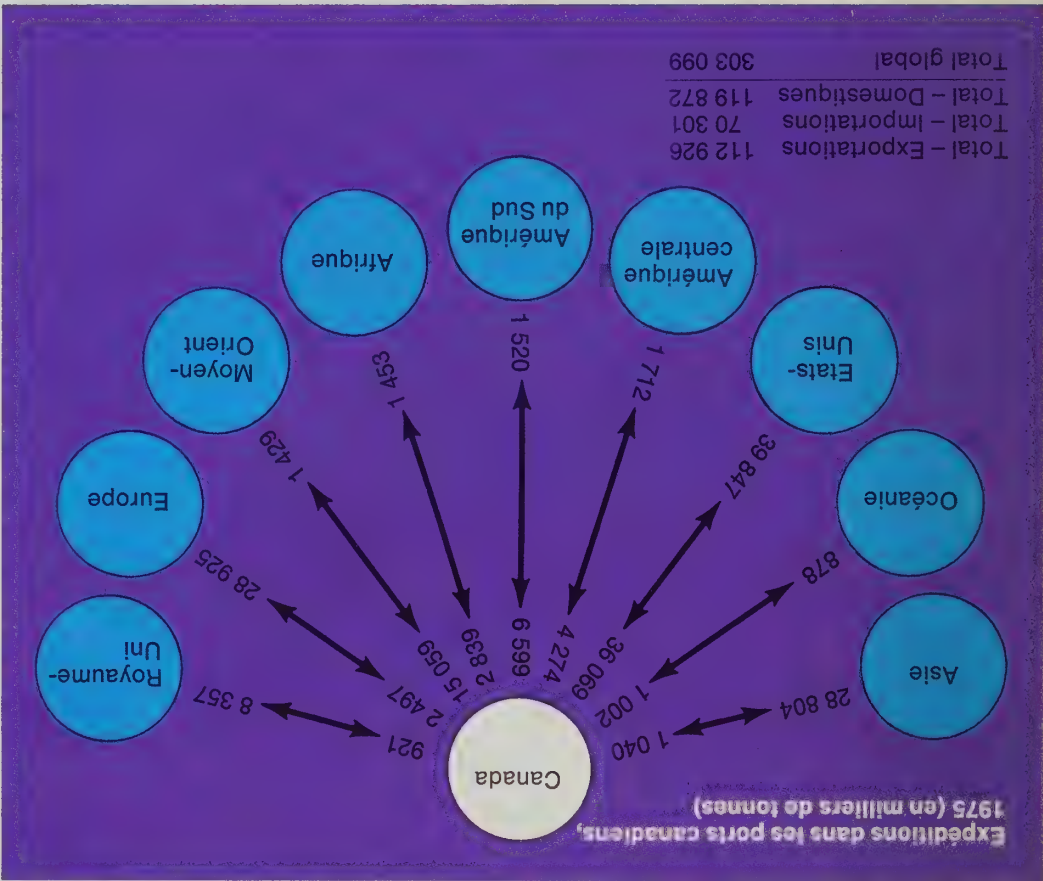 Expéditions dans les ports canadiens,
1975 (en milliers de tonnes)
Canada
1 040
28 804
Asie
1 002
878
Océanie
36 069
39 847
Etats-
Unis
4 274
1 712
Amérique
centrale
6 599
1 520
Amérique
du Sud
2 839
1 453
Afrique
15 059
1 429
Moyen-
Orient
2 497
28 925
Europe
921
8 357
Royaume-
Uni
Total – Exportations 112 926
Total – Importations 70 301
Total – Domestiques 119 872
Total global 303 099